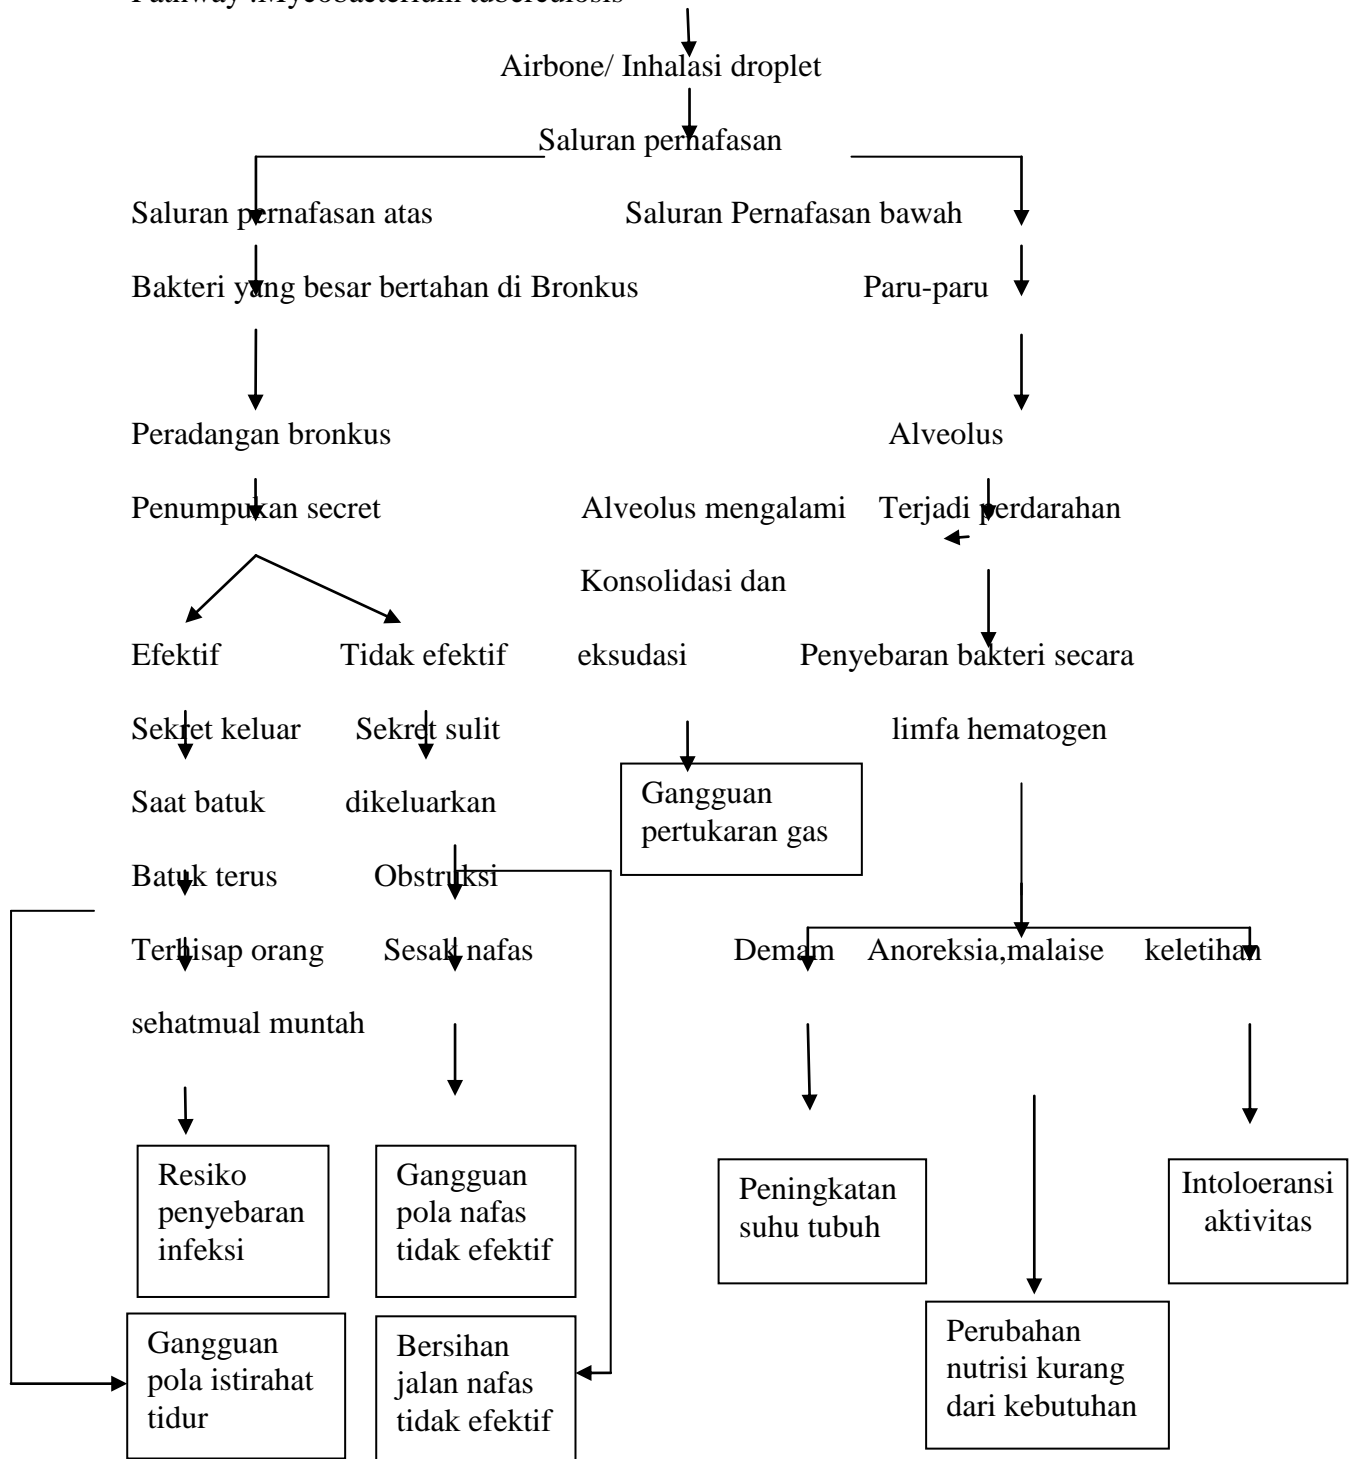 Pathway :Mycobacterium tuberculosis
Airbone/ Inhalasi droplet
Saluran pernafasan
Saluran pernafasan atas Saluran Pernafasan bawah
Bakteri yang besar bertahan di Bronkus Paru-paru
Peradangan bronkus Alveolus
Penumpukan secret Alveolus mengalami Terjadi perdarahan
Konsolidasi dan
Efektif Tidak efektif eksudasi Penyebaran bakteri secara
Sekret keluar Sekret sulit limfa hematogen
Saat batuk dikeluarkan
Gangguan
pertukaran gas
Batuk terus Obstruksi
Terhisap orang Sesak nafas Demam Anoreksia,malaise keletihan
sehatmual muntah
Resiko
penyebaran
infeksi
Gangguan
pola nafas
tidak efektif
Peningkatan
suhu tubuh
Intoloeransi
aktivitas
Gangguan
pola istirahat
tidur
Bersihan
jalan nafas
tidak efektif
Perubahan
nutrisi kurang
dari kebutuhan